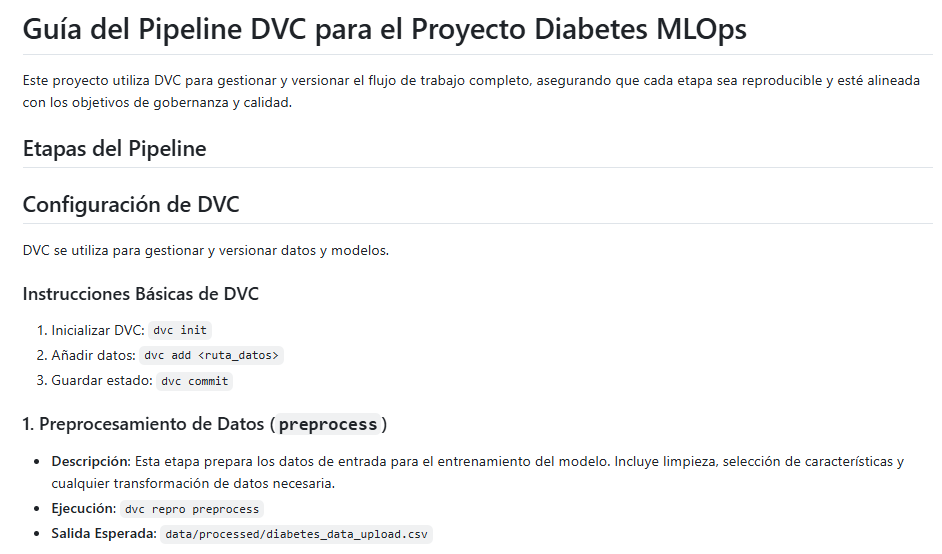 Guía del Pipeline DVC para el Proyecto Diabetes MLOps
Este proyecto utiliza DVC para gestionar y versionar el flujo de trabajo completo, asegurando que cada etapa sea reproducible y esté alineada
con los objetivos de gobernanza y calidad.
Etapas del Pipeline
Configuración de DVC
DVC se utiliza para gestionar y versionar datos y modelos.
Instrucciones Básicas de DVC
1. Inicializar DVC: dvc init
2. Añadir datos: dvc add <ruta_datos>
3. Guardar estado: dvc commit
1. Preprocesamiento de Datos (preprocess)
• Descripción: Esta etapa prepara los datos de entrada para el entrenamiento del modelo. Incluye limpieza, selección de características y
cualquier transformación de datos necesaria.
• Ejecución: dvc repro preprocess
• Salida Esperada: data/processed/diabetes_data_upload.csv